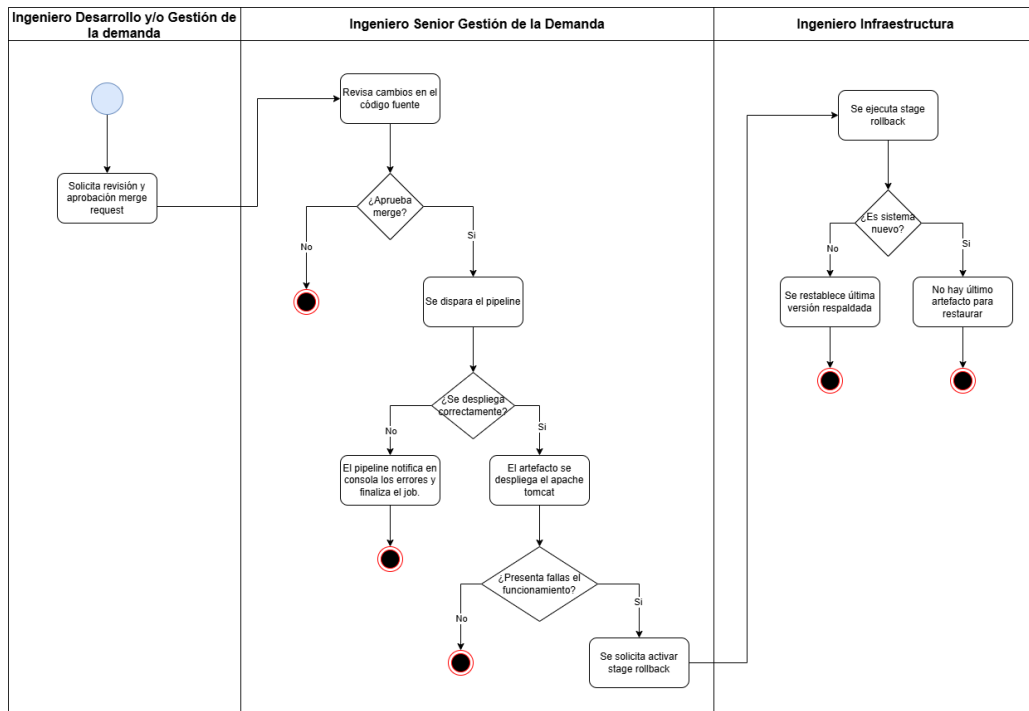 Ingeniero Desarrollo y/o Gestión de
la demanda
Ingeniero Senior Gestión de la Demanda
Ingeniero Infraestructura
Solicita revisión y
aprobación merge
request
Revisa cambios en el
código fuente
¿Aprueba
merge?
No
Si
Se dispara el pipeline
¿Se despliega
correctamente?
No
Si
El pipeline notifica en
consola los errores y
finaliza el job.
El artefacto se
despliega el apache
tomcat
¿Presenta fallas el
funcionamiento?
No
Si
Se solicita activar
stage rollback
Se ejecuta stage
rollback
¿Es sistema
nuevo?
No
Si
Se restablece última
versión respaldada
No hay último
artefacto para
restaurar